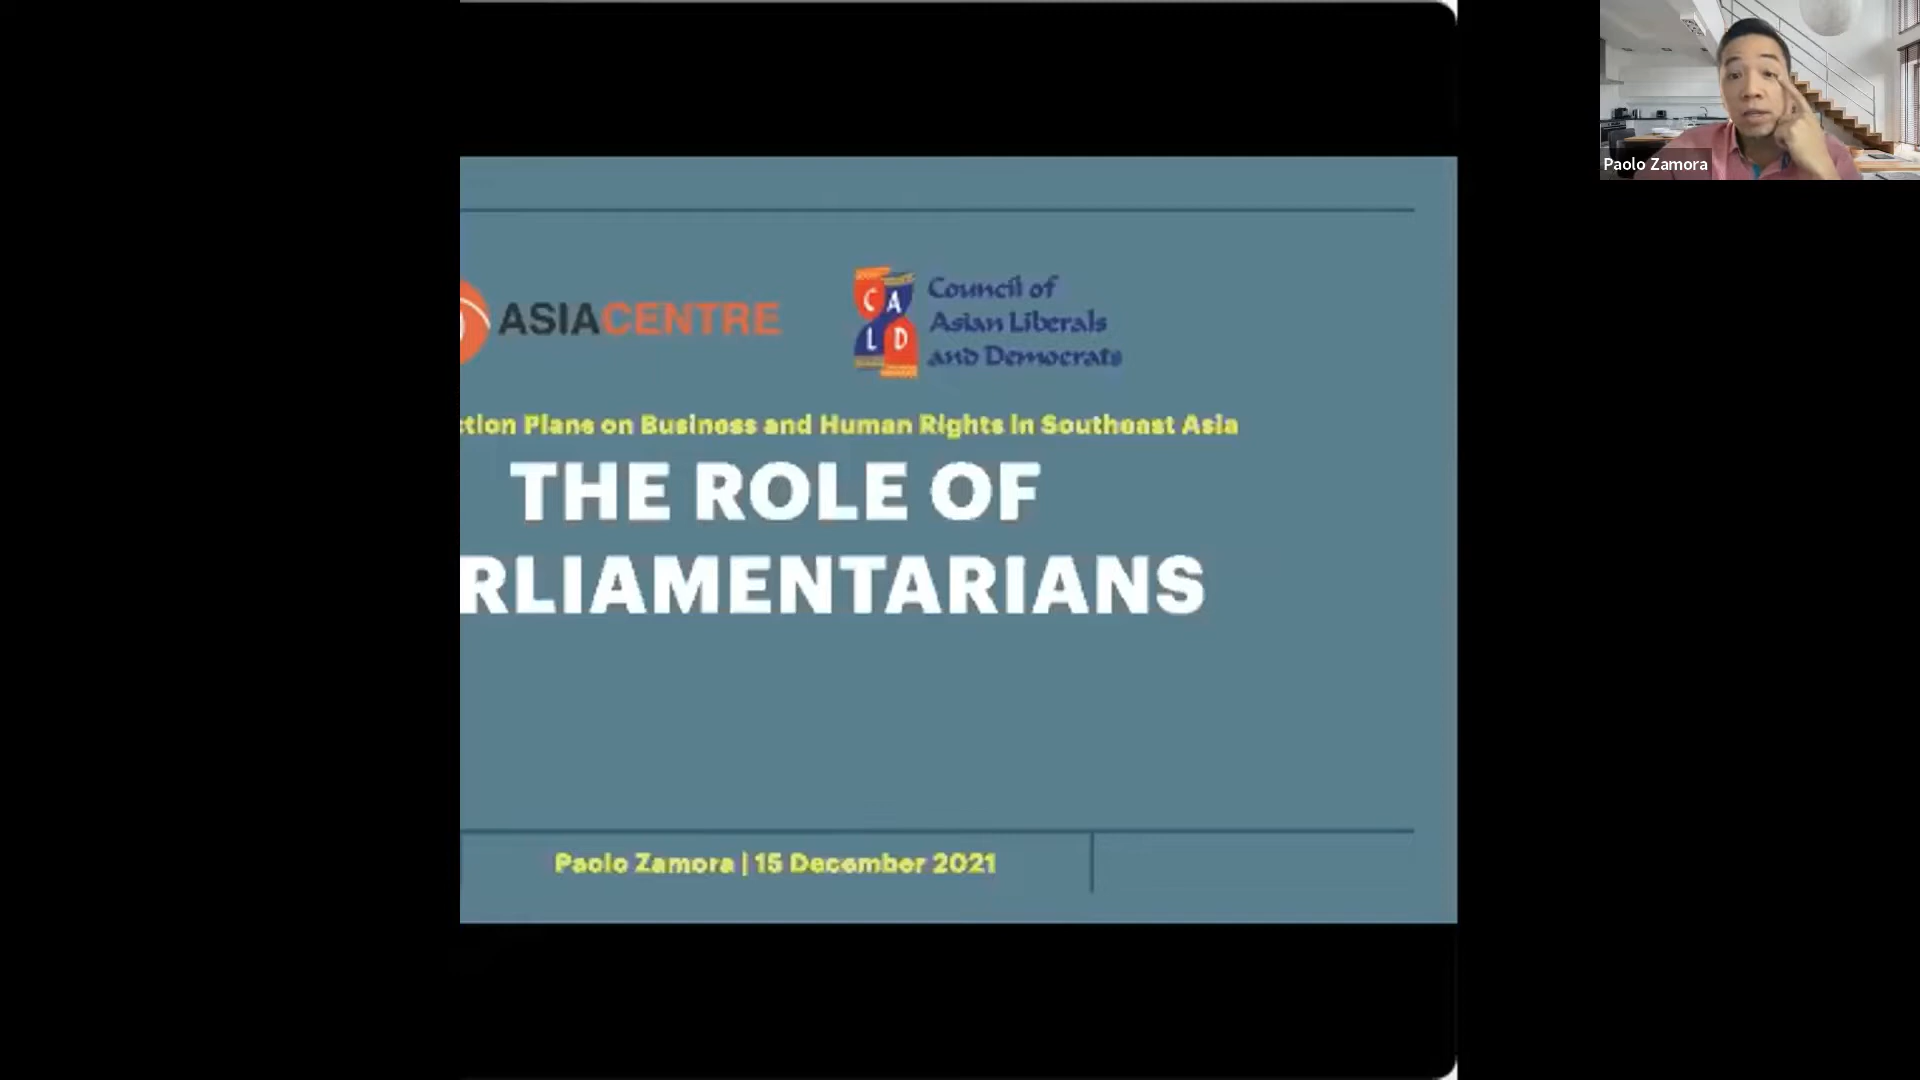 ASIACENTRE
CALD
Council of
Asian Liberals
and Democrats
ction Plans on Business and Human Rights in Southeast Asia
THE ROLE OF
RLIAMENTARIANS
Paolo Zamora | 15 December 2021
Paolo Zamora